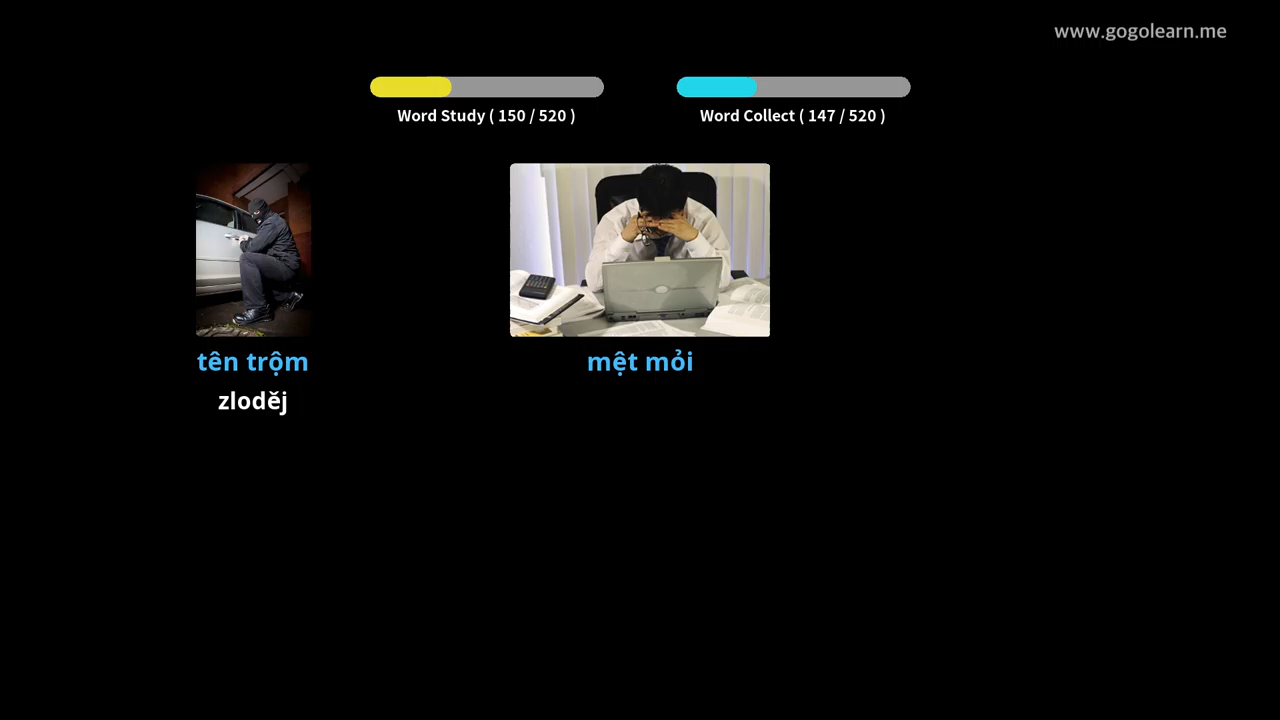 www.gogolearn.me
Word Study ( 150 / 520 )
Word Collect ( 147 / 520 )
tên trộm
zloděj
mệt mỏi